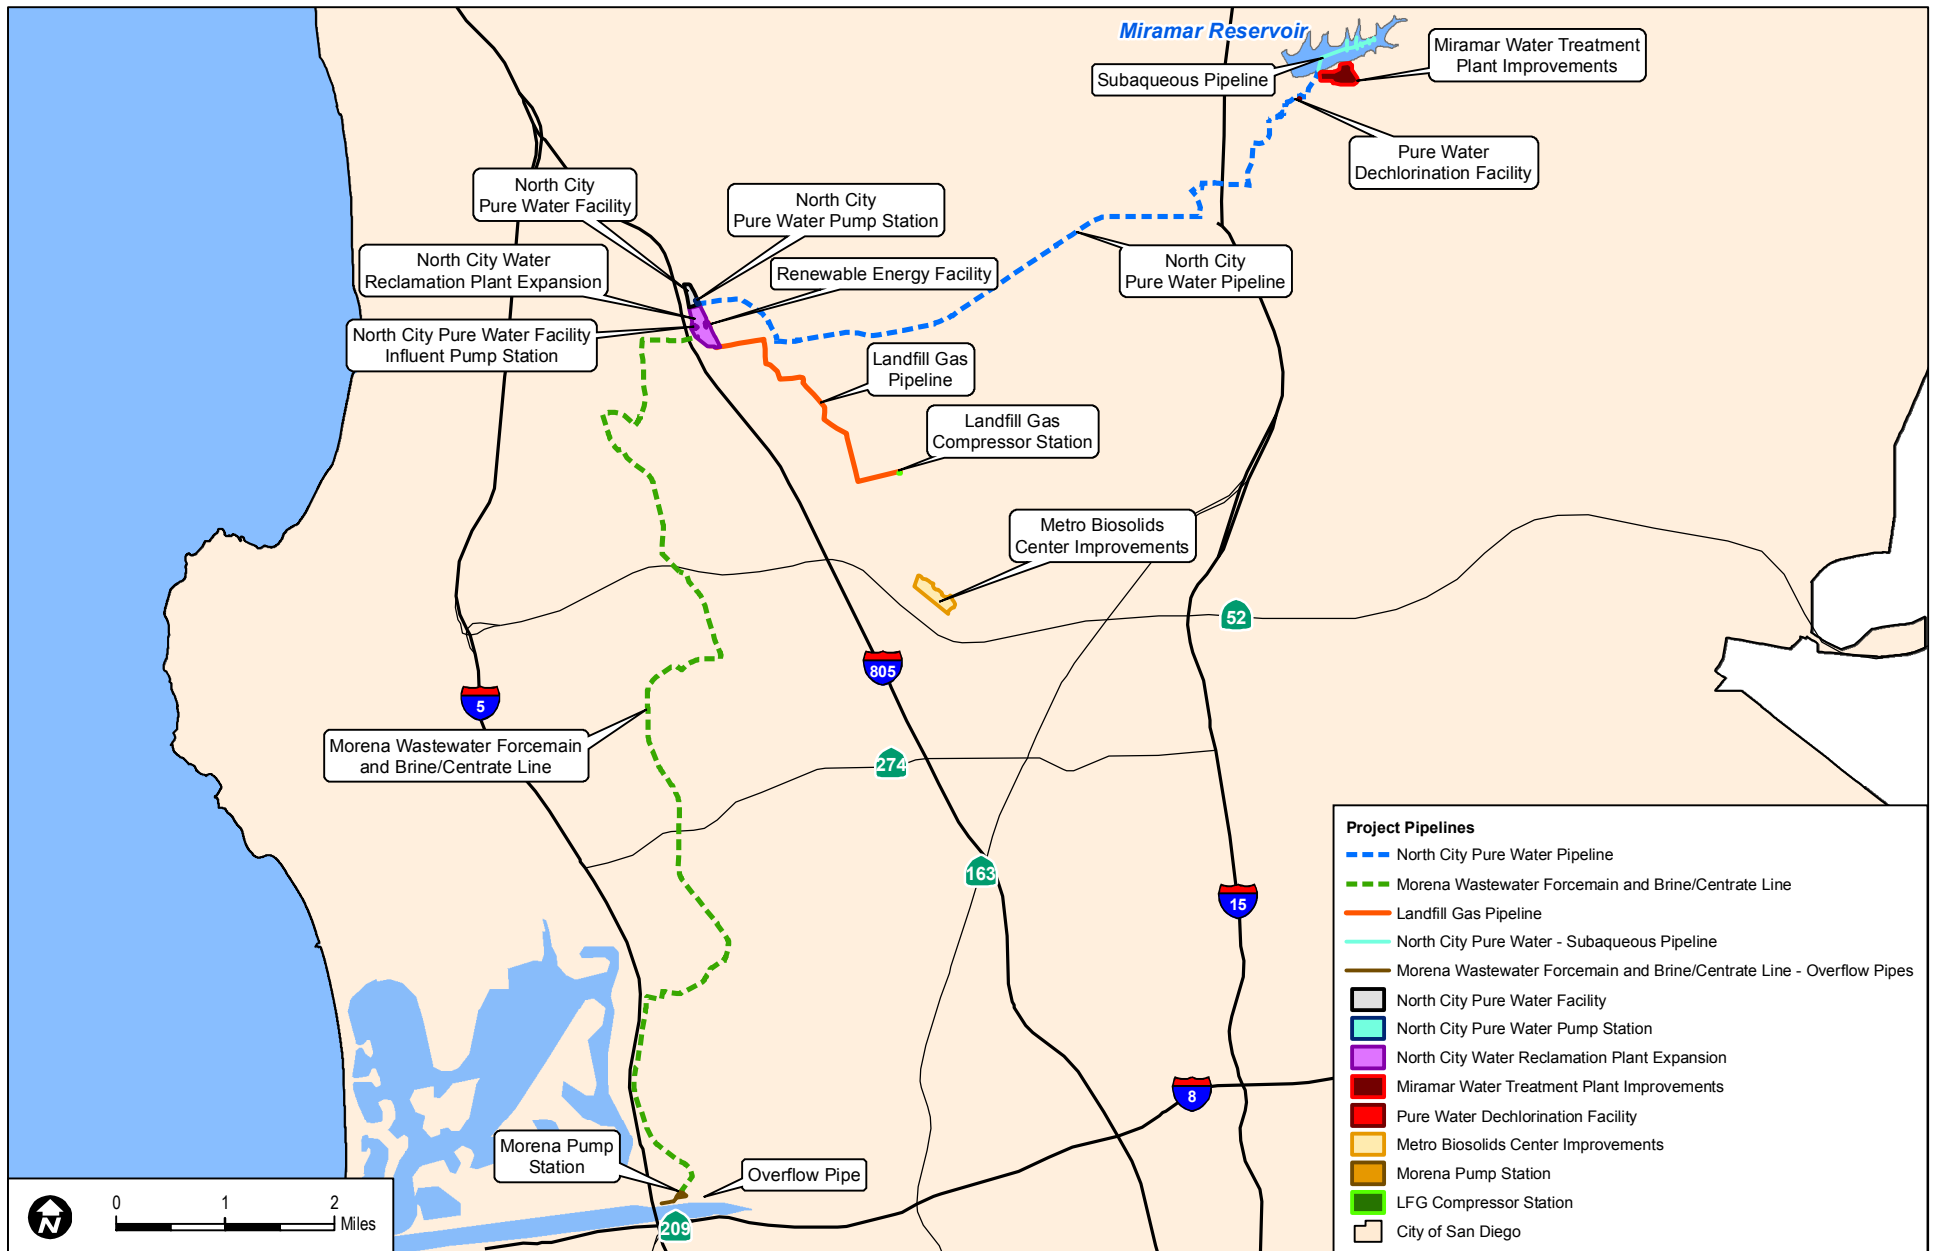 Miramar Reservoir
Miramar Water Treatment
Plant Improvements
Subaqueous Pipeline
Pure Water
Dechlorination Facility
North City
Pure Water Facility
North City
Pure Water Pump Station
North City Water
Reclamation Plant Expansion
Renewable Energy Facility
North City
Pure Water Pipeline
North City Pure Water Facility
Influent Pump Station
Landfill Gas
Pipeline
Landfill Gas
Compressor Station
Metro Biosolids
Center Improvements
52
805
5
Morena Wastewater Forcemain
and Brine/Centrate Line
274
163
15
8
Morena Pump
Station
Overflow Pipe
209
N
0 1 2
Miles
Project Pipelines
North City Pure Water Pipeline
Morena Wastewater Forcemain and Brine/Centrate Line
Landfill Gas Pipeline
North City Pure Water - Subaqueous Pipeline
Morena Wastewater Forcemain and Brine/Centrate Line - Overflow Pipes
North City Pure Water Facility
North City Pure Water Pump Station
North City Water Reclamation Plant Expansion
Miramar Water Treatment Plant Improvements
Pure Water Dechlorination Facility
Metro Biosolids Center Improvements
Morena Pump Station
LFG Compressor Station
City of San Diego